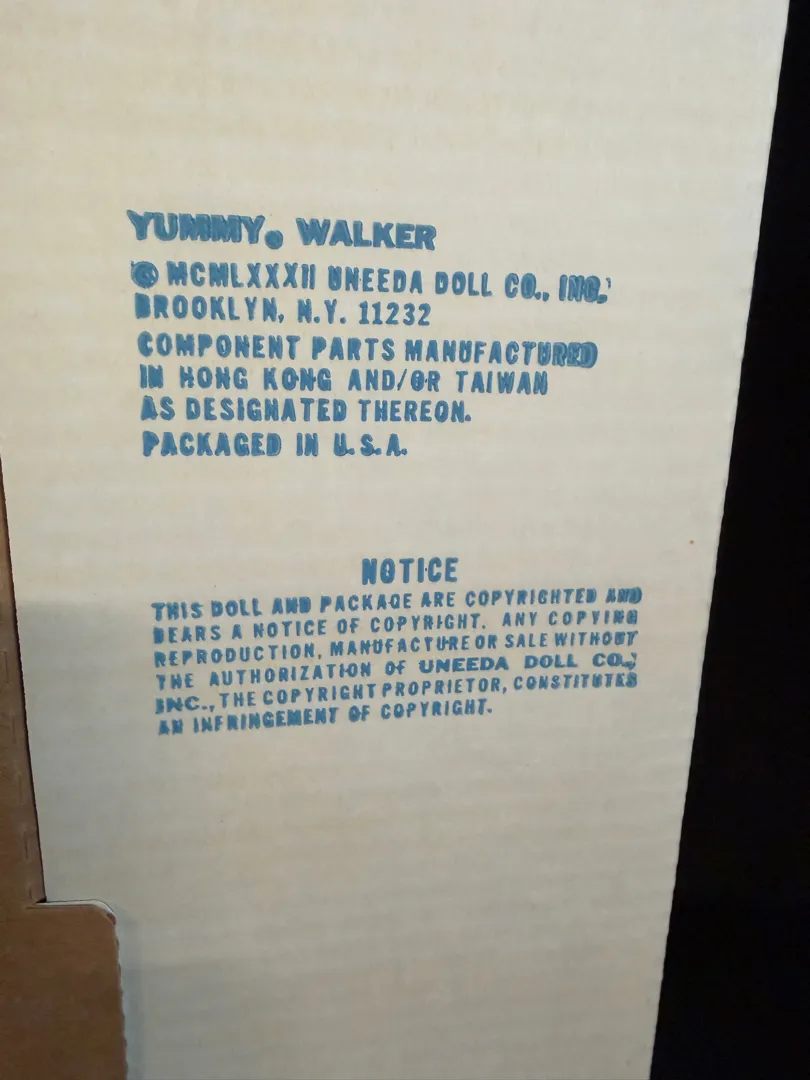 YUMMY® WALKER
© MCMLXXXII UNEEDA DOLL CO., INC.
BROOKLYN, N.Y. 11232
COMPONENT PARTS MANUFACTURED
IN HONG KONG AND/OR TAIWAN
AS DESIGNATED THEREON.
PACKAGED IN U.S.A.
NOTICE
THIS DOLL AND PACKAGE ARE COPYRIGHTED AND
BEARS A NOTICE OF COPYRIGHT. ANY COPYING
REPRODUCTION, MANUFACTURE OR SALE WITHOUT
THE AUTHORIZATION OF UNEEDA DOLL CO.,
INC., THE COPYRIGHT PROPRIETOR, CONSTITUTES
AN INFRINGEMENT OF COPYRIGHT.